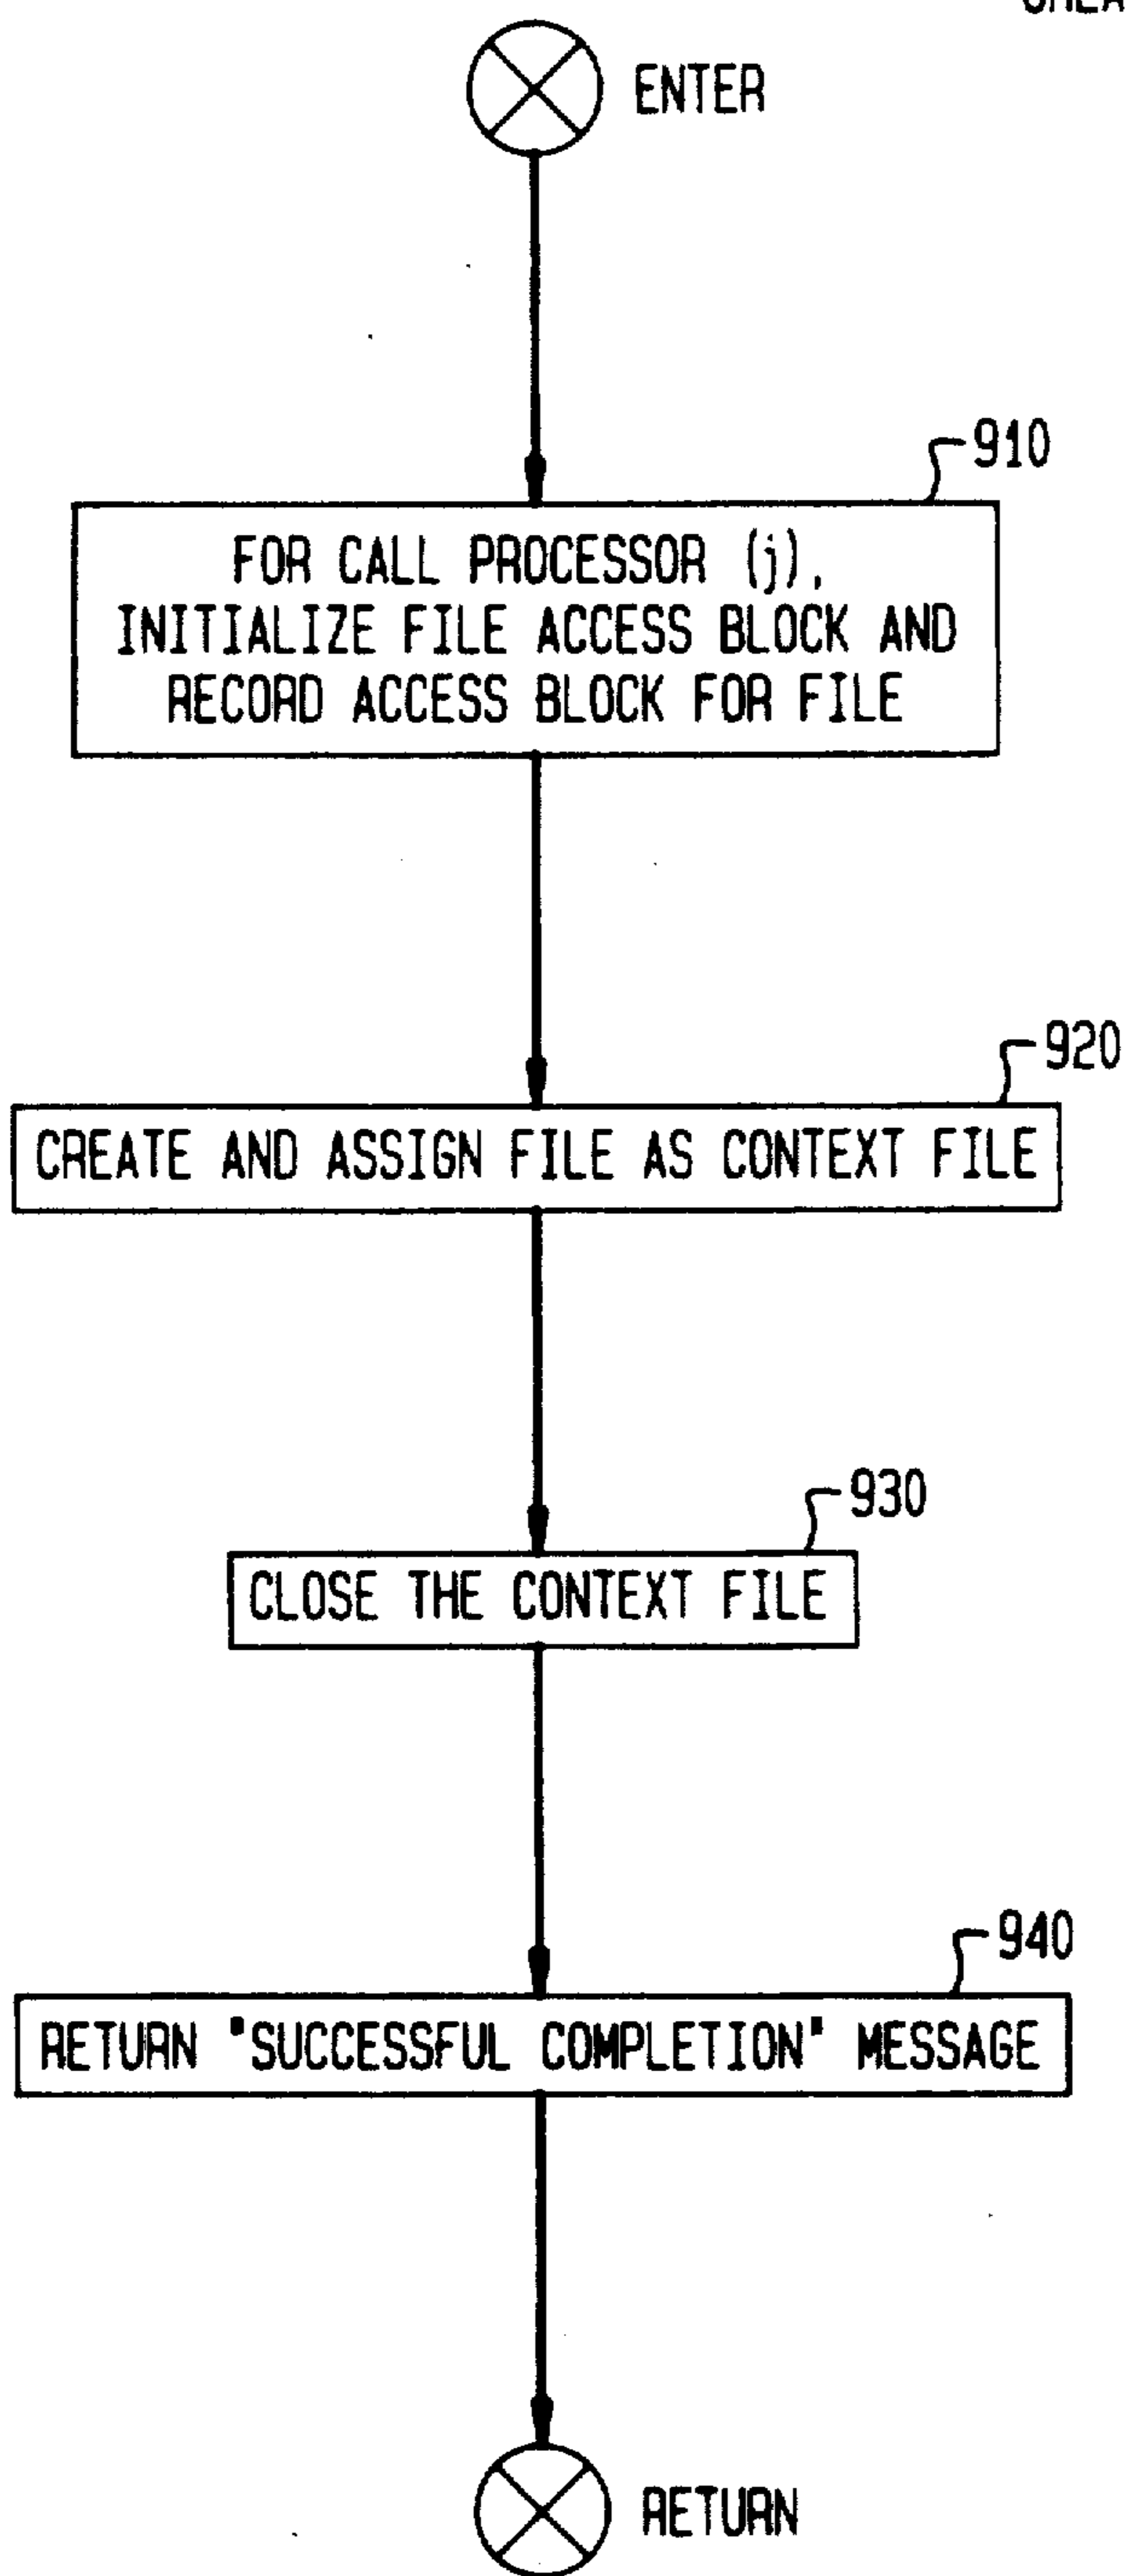 ENTER
910
FOR CALL PROCESSOR (j),
INITIALIZE FILE ACCESS BLOCK AND
RECORD ACCESS BLOCK FOR FILE
920
CREATE AND ASSIGN FILE AS CONTEXT FILE
930
CLOSE THE CONTEXT FILE
940
RETURN "SUCCESSFUL COMPLETION" MESSAGE
RETURN